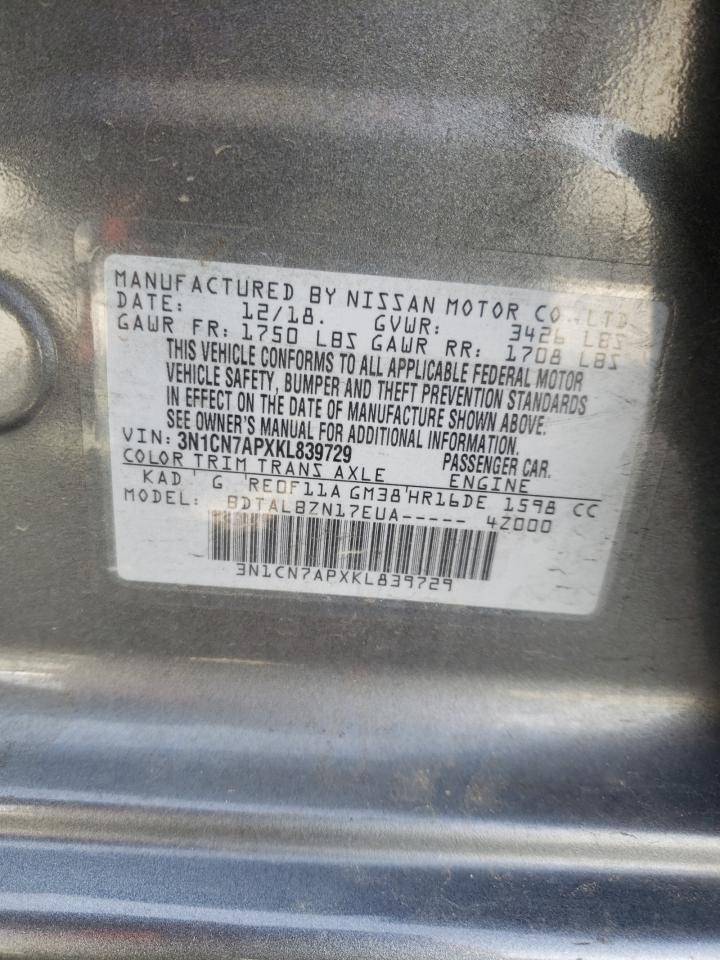 MANUFACTURED BY NISSAN MOTOR CO.,LTD.
DATE: 12/18. GVWR: 3426 LBS
GAWR FR: 1750 LBS GAWR RR: 1708 LBS
THIS VEHICLE CONFORMS TO ALL APPLICABLE FEDERAL MOTOR
VEHICLE SAFETY, BUMPER AND THEFT PREVENTION STANDARDS
IN EFFECT ON THE DATE OF MANUFACTURE SHOWN ABOVE.
SEE OWNER'S MANUAL FOR ADDITIONAL INFORMATION.
VIN: 3N1CN7APXKL839729 PASSENGER CAR.
COLOR TRIM TRANS AXLE ENGINE
KAD G RE0F11A GM38 HR16DE 1598 CC
MODEL: BDTALBZN17EUA----- 4Z000
3N1CN7APXKL839729